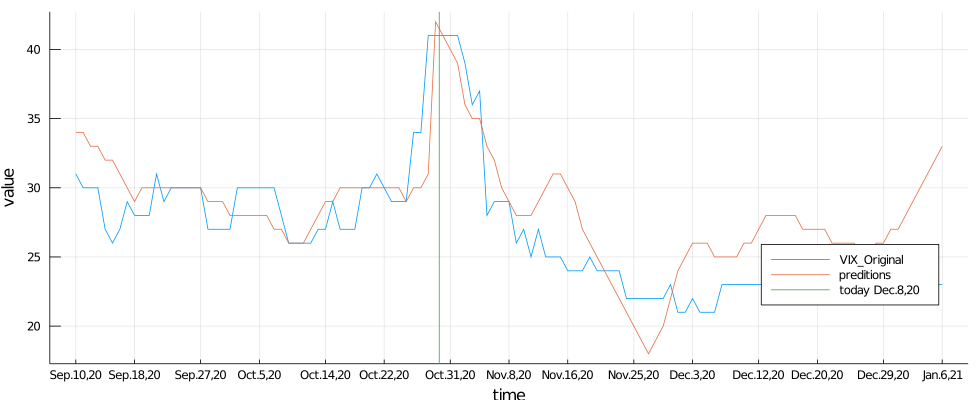 40
35
30
25
20
value
VIX_Original
preditions
today Dec.8,20
Sep.10,20 Sep.18,20 Sep.27,20 Oct.5,20 Oct.14,20 Oct.22,20 Oct.31,20 Nov.8,20 Nov.16,20 Nov.25,20 Dec.3,20 Dec.12,20 Dec.20,20 Dec.29,20 Jan.6,21
time